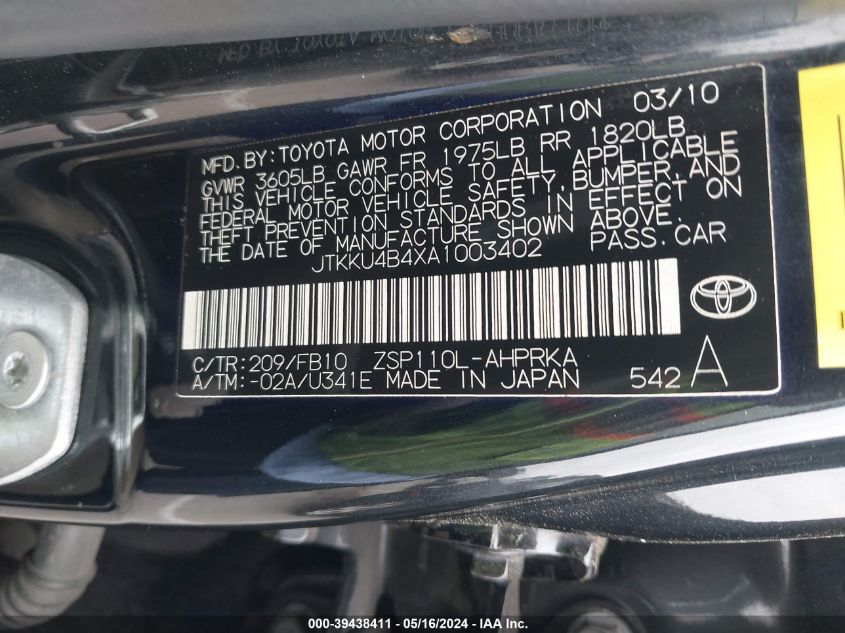 MFD. BY: TOYOTA MOTOR CORPORATION 03/10
GVWR 3605LB GAWR FR 1975LB RR 1820LB
THIS VEHICLE CONFORMS TO ALL APPLICABLE
FEDERAL MOTOR VEHICLE SAFETY, BUMPER, AND
THEFT PREVENTION STANDARDS IN EFFECT ON
THE DATE OF MANUFACTURE SHOWN ABOVE.
JTKKU4B4XA1003402 PASS. CAR
C/TR: 209/FB10 ZSP110L-AHPRKA
A/TM: -02A/U341E MADE IN JAPAN 542 A
000-39438411 - 05/16/2024 - IAA Inc.